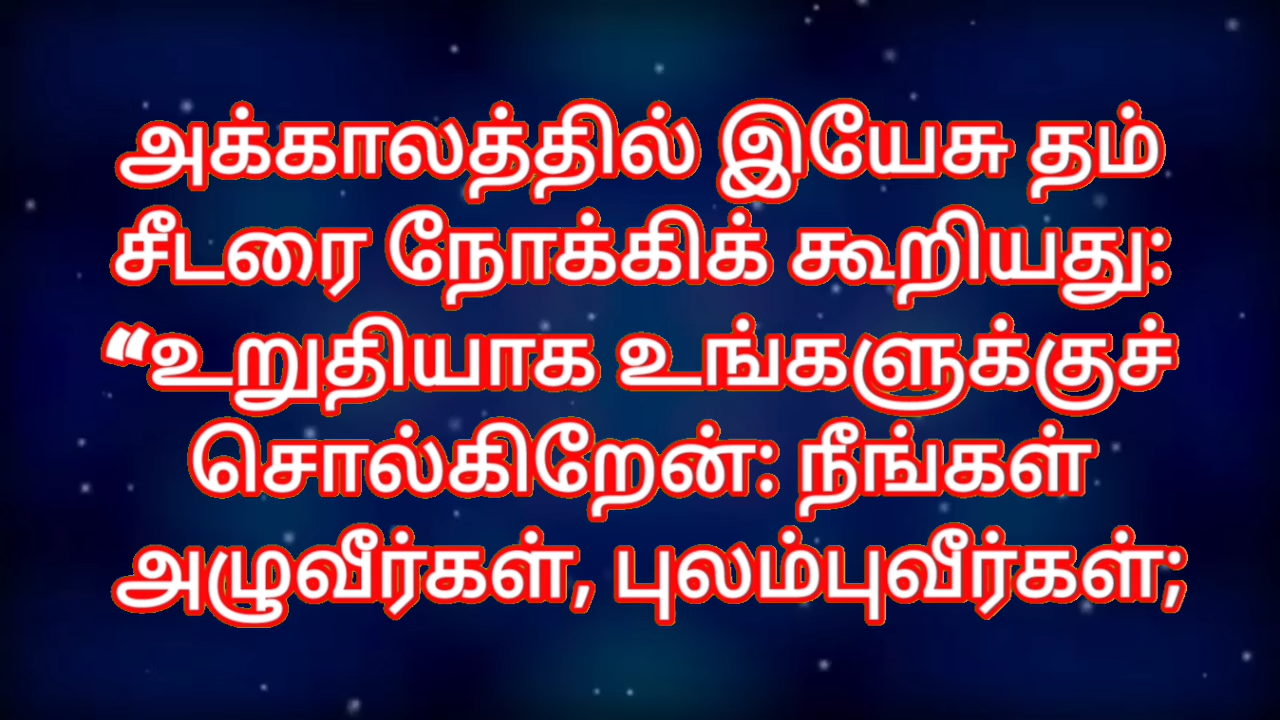 அக்காலத்தில் இயேசு தம்
சீடரை நோக்கிக் கூறியது:
“உறுதியாக உங்களுக்குச்
சொல்கிறேன்: நீங்கள்
அழுவீர்கள், புலம்புவீர்கள்;